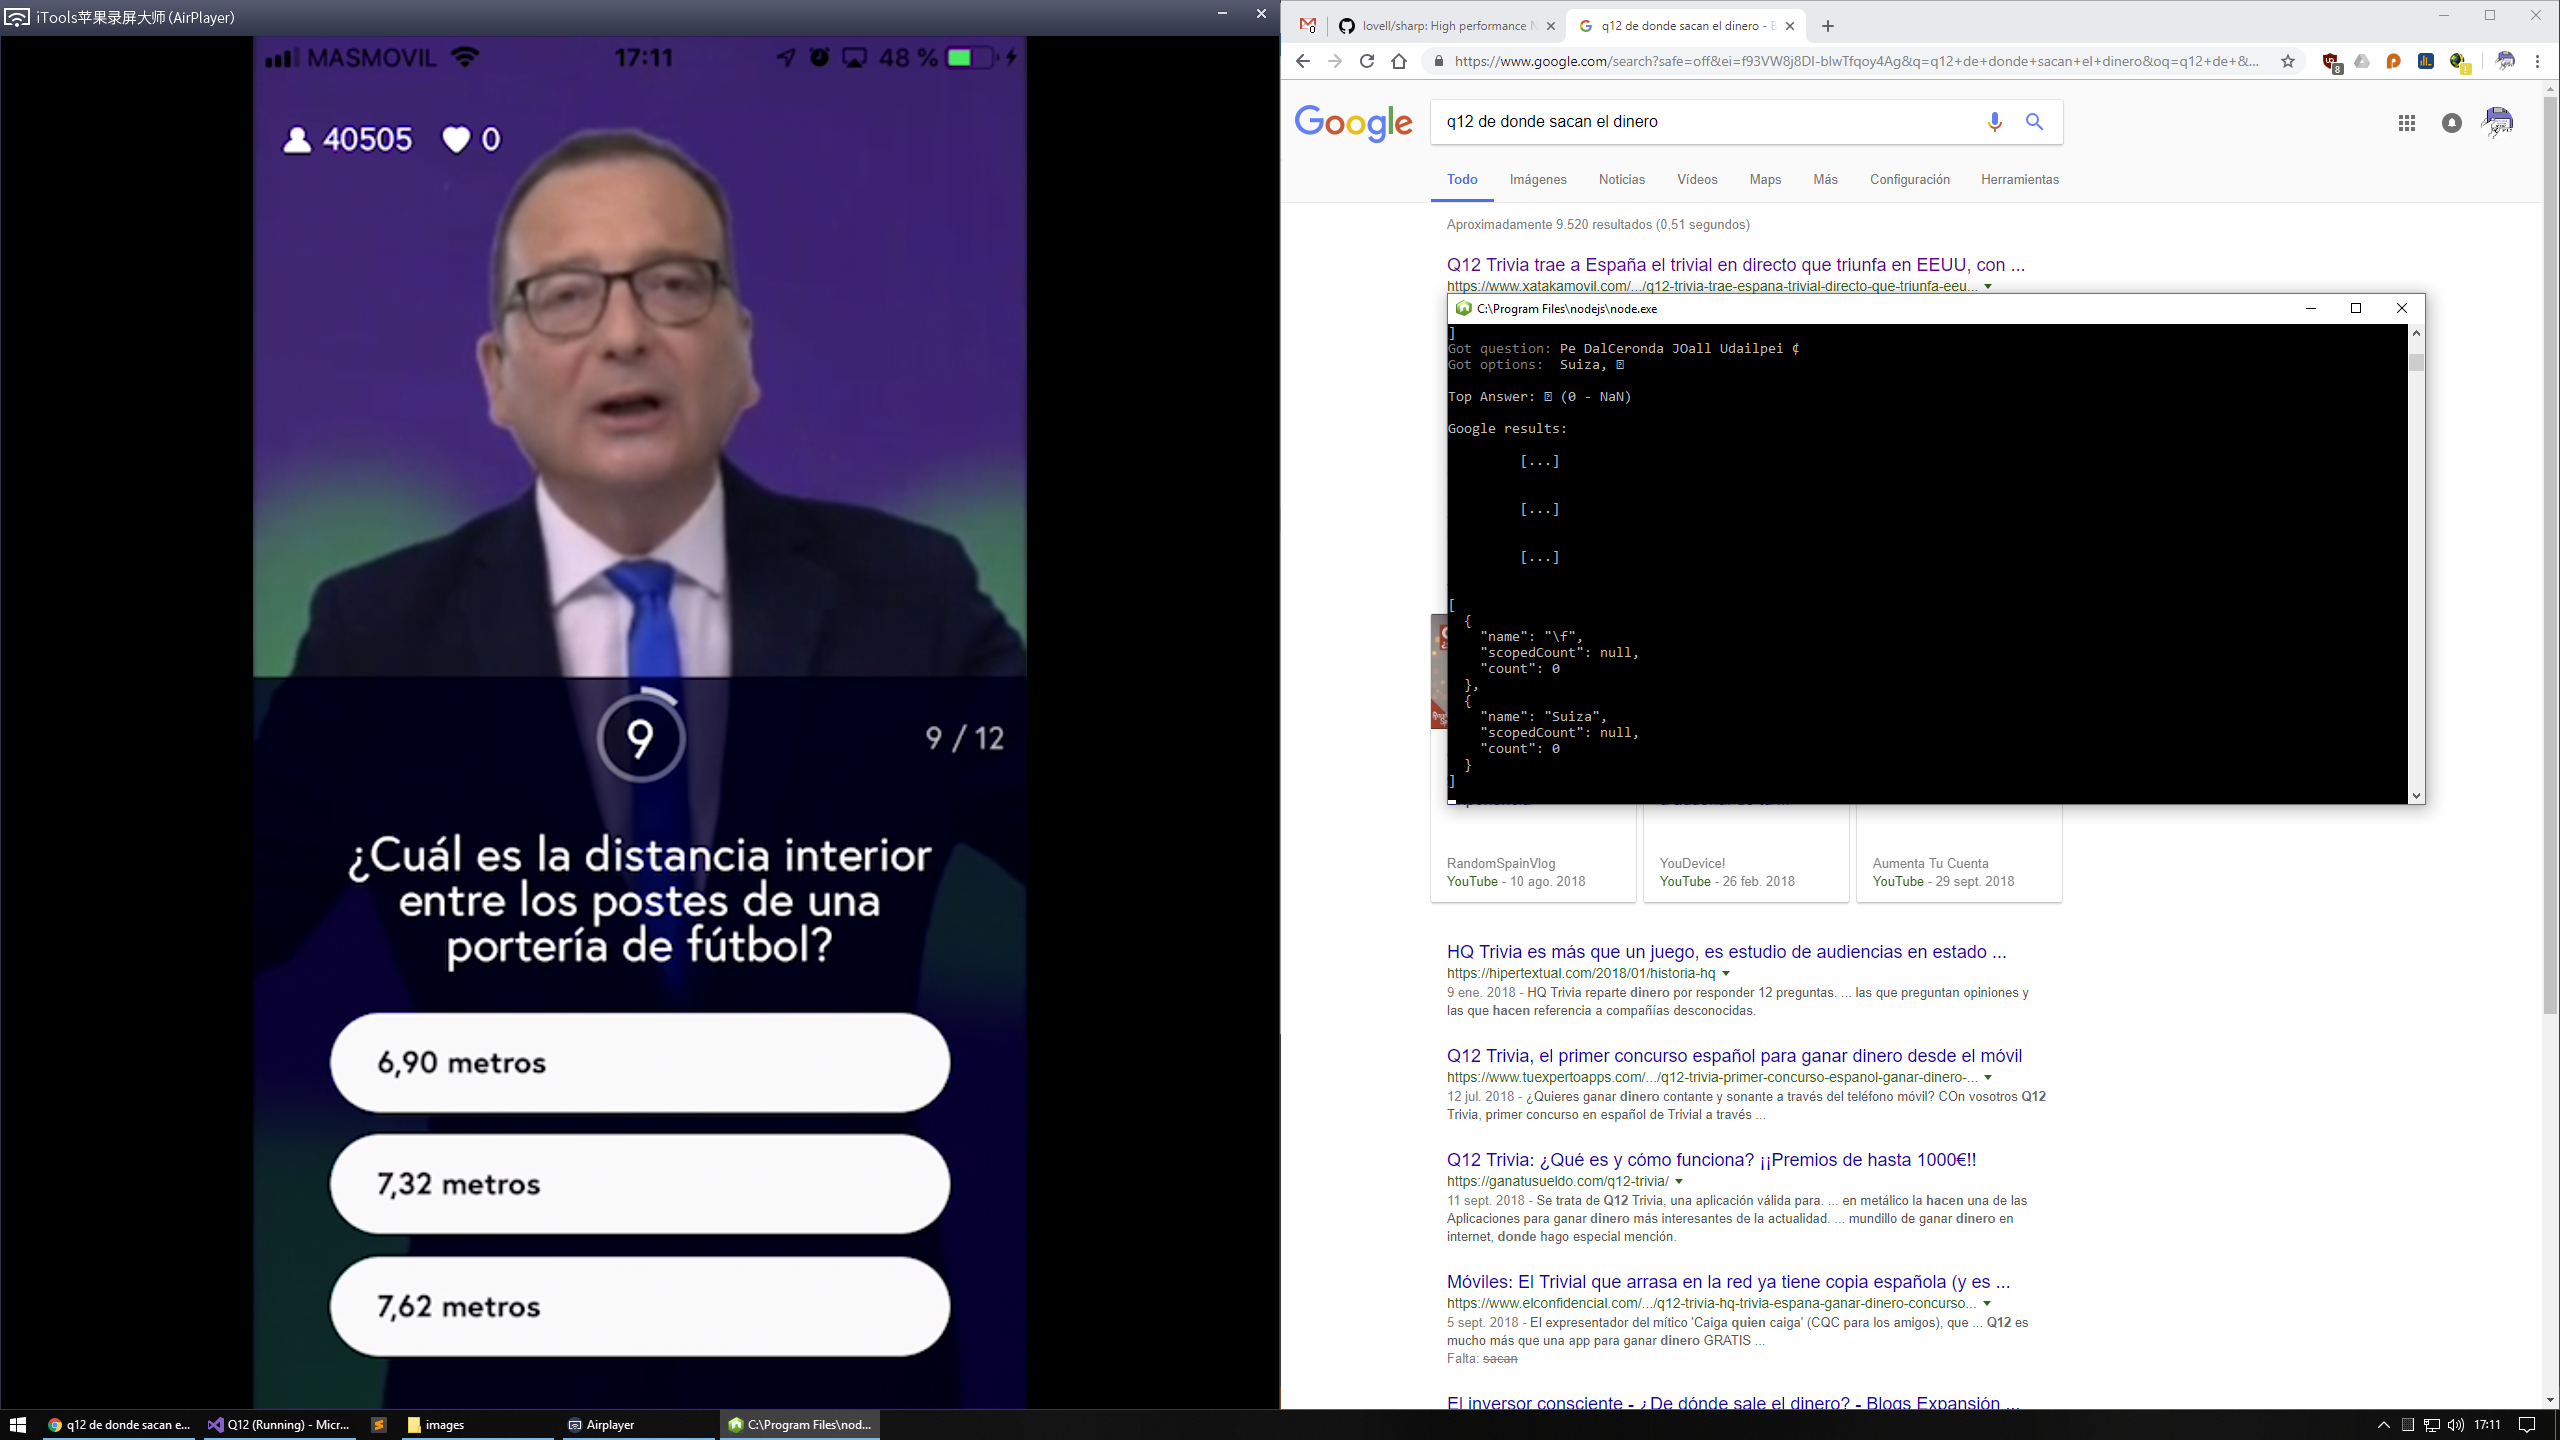 iTools苹果录屏大师(AirPlayer)
MASMOVIL 17:11 48 %
40505 0
9
9 / 12
¿Cuál es la distancia interior
entre los postes de una
portería de fútbol?
6,90 metros
7,32 metros
7,62 metros
lovell/sharp: High performance N
q12 de donde sacan el dinero - B
https://www.google.com/search?safe=off&ei=f93VW8j8DI-blwTfqoy4Ag&q=q12+de+donde+sacan+el+dinero&oq=q12+de+&...
Google
q12 de donde sacan el dinero
Todo Imágenes Noticias Vídeos Maps Más Configuración Herramientas
Aproximadamente 9.520 resultados (0,51 segundos)
Q12 Trivia trae a España el trivial en directo que triunfa en EEUU, con ...
https://www.xatakamovil.com/.../q12-trivia-trae-espana-trivial-directo-que-triunfa-eeu...
C:\Program Files\nodejs\node.exe
]
Got question: Pe DalCeronda JOall Udailpei ¢
Got options: Suiza,
Top Answer: (0 - NaN)
Google results:
[...]
[...]
[...]
[
{
"name": "\f",
"scopedCount": null,
"count": 0
},
{
"name": "Suiza",
"scopedCount": null,
"count": 0
}
]
RandomSpainVlog
YouTube - 10 ago. 2018
YouDevice!
YouTube - 26 feb. 2018
Aumenta Tu Cuenta
YouTube - 29 sept. 2018
HQ Trivia es más que un juego, es estudio de audiencias en estado ...
https://hipertextual.com/2018/01/historia-hq
9 ene. 2018 - HQ Trivia reparte dinero por responder 12 preguntas. ... las que preguntan opiniones y
las que hacen referencia a compañías desconocidas.
Q12 Trivia, el primer concurso español para ganar dinero desde el móvil
https://www.tuexpertoapps.com/.../q12-trivia-primer-concurso-espanol-ganar-dinero-...
12 jul. 2018 - ¿Quieres ganar dinero contante y sonante a través del teléfono móvil? COn vosotros Q12
Trivia, primer concurso en español de Trivial a través ...
Q12 Trivia: ¿Qué es y cómo funciona? ¡¡Premios de hasta 1000€!!
https://ganatusueldo.com/q12-trivia/
11 sept. 2018 - Se trata de Q12 Trivia, una aplicación válida para. ... en metálico la hacen una de las
Aplicaciones para ganar dinero más interesantes de la actualidad. ... mundillo de ganar dinero en
internet, donde hago especial mención.
Móviles: El Trivial que arrasa en la red ya tiene copia española (y es ...
https://www.elconfidencial.com/.../q12-trivia-hq-trivia-espana-ganar-dinero-concurso...
5 sept. 2018 - El expresentador del mítico 'Caiga quien caiga' (CQC para los amigos), que ... Q12 es
mucho más que una app para ganar dinero GRATIS ...
Falta: sacan
El inversor consciente - ¿De dónde sale el dinero? - Blogs Expansión ...
q12 de donde sacan e... Q12 (Running) - Micr... images Airplayer C:\Program Files\nod... 17:11